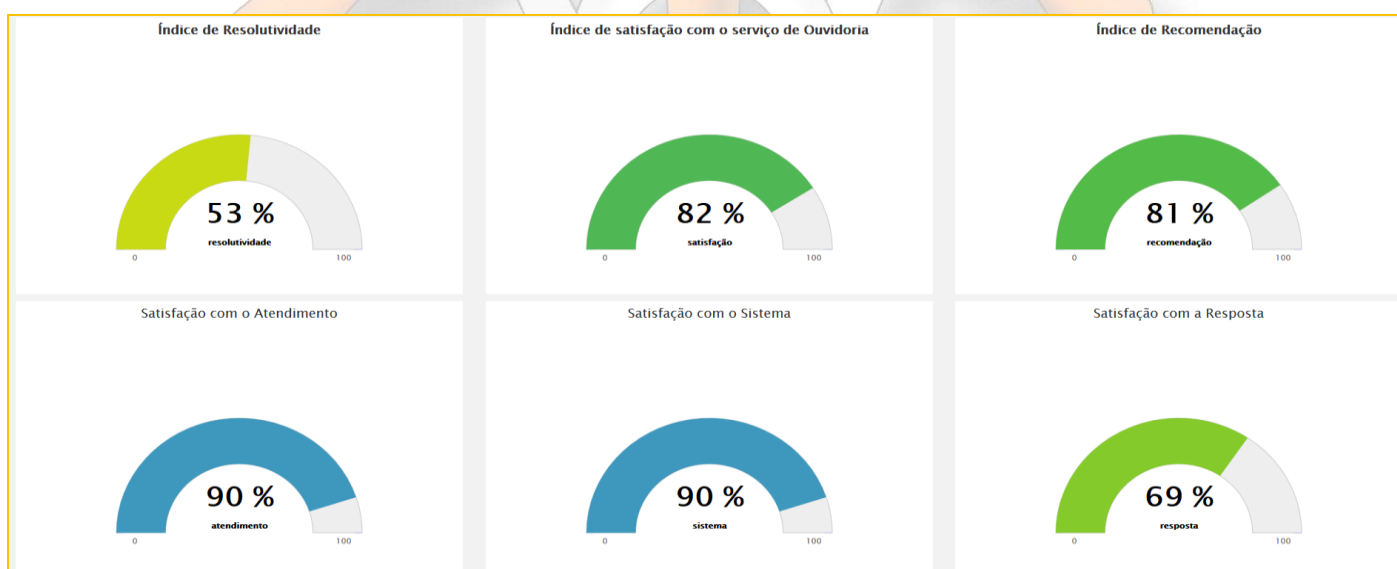 Índice de Resolutividade
53 %
resolutividade
0 100
Índice de satisfação com o serviço de Ouvidoria
82 %
satisfação
0 100
Índice de Recomendação
81 %
recomendação
0 100
Satisfação com o Atendimento
90 %
atendimento
0 100
Satisfação com o Sistema
90 %
sistema
0 100
Satisfação com a Resposta
69 %
resposta
0 100